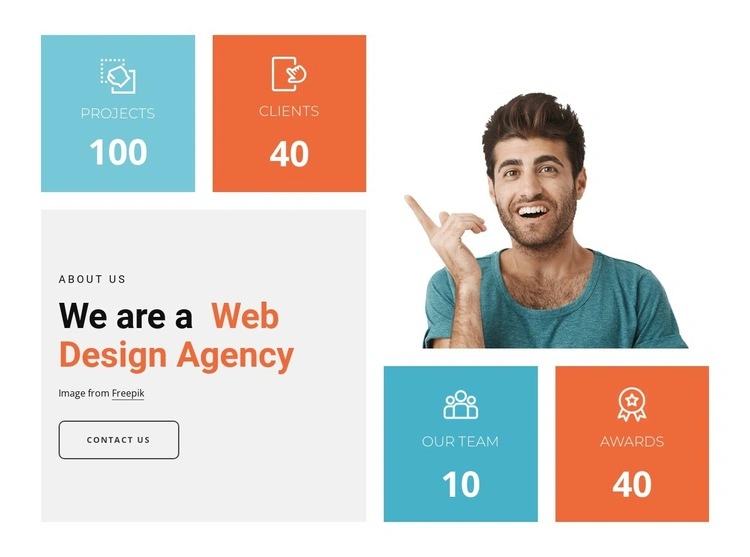 PROJECTS
100
CLIENTS
40
ABOUT US
We are a Web
Design Agency
Image from Freepik
CONTACT US
OUR TEAM
10
AWARDS
40